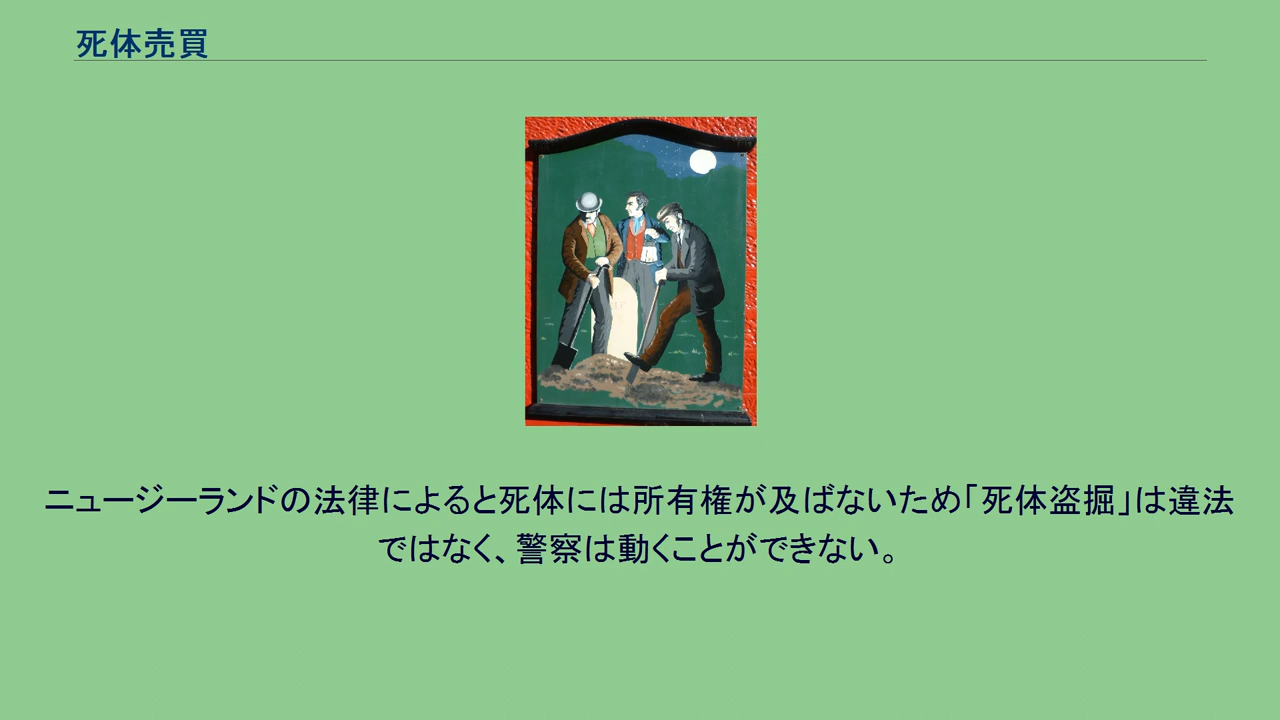 死体売買
ニュージーランドの法律によると死体には所有権が及ばないため「死体盗掘」は違法
ではなく、警察は動くことができない。